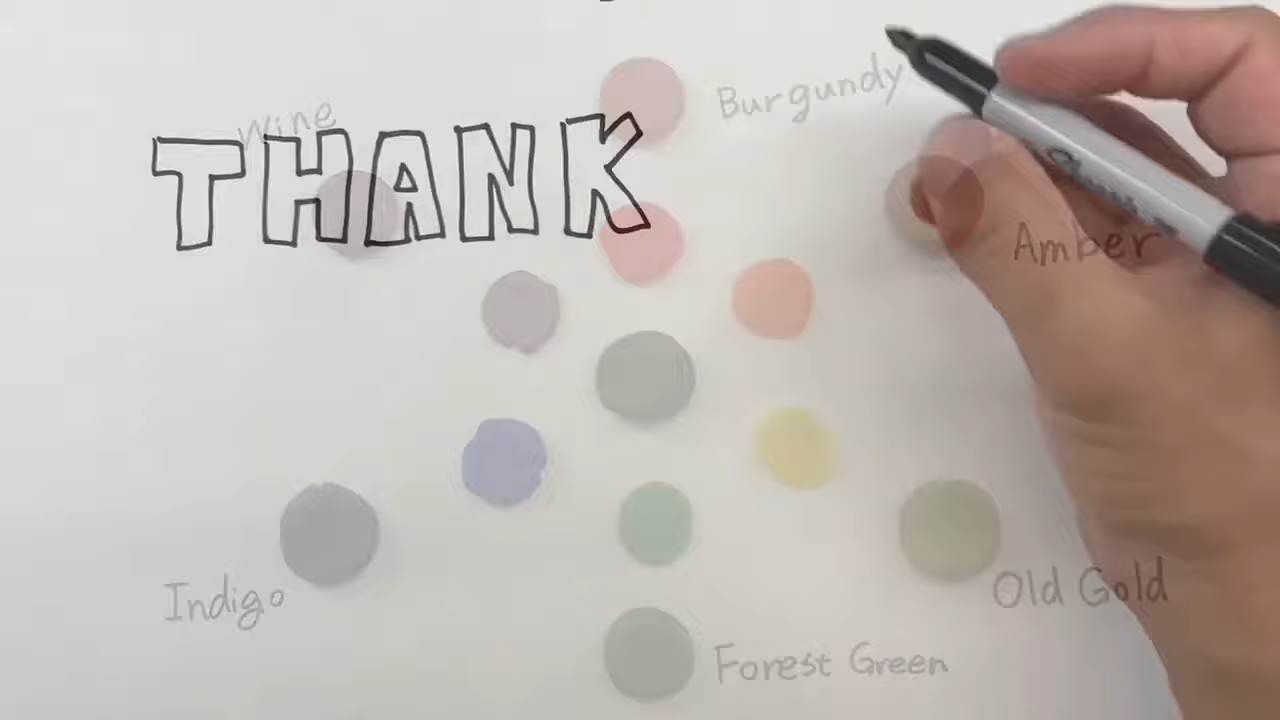 Burgundy
Wine
THANK
Amber
Indigo
Old Gold
Forest Green